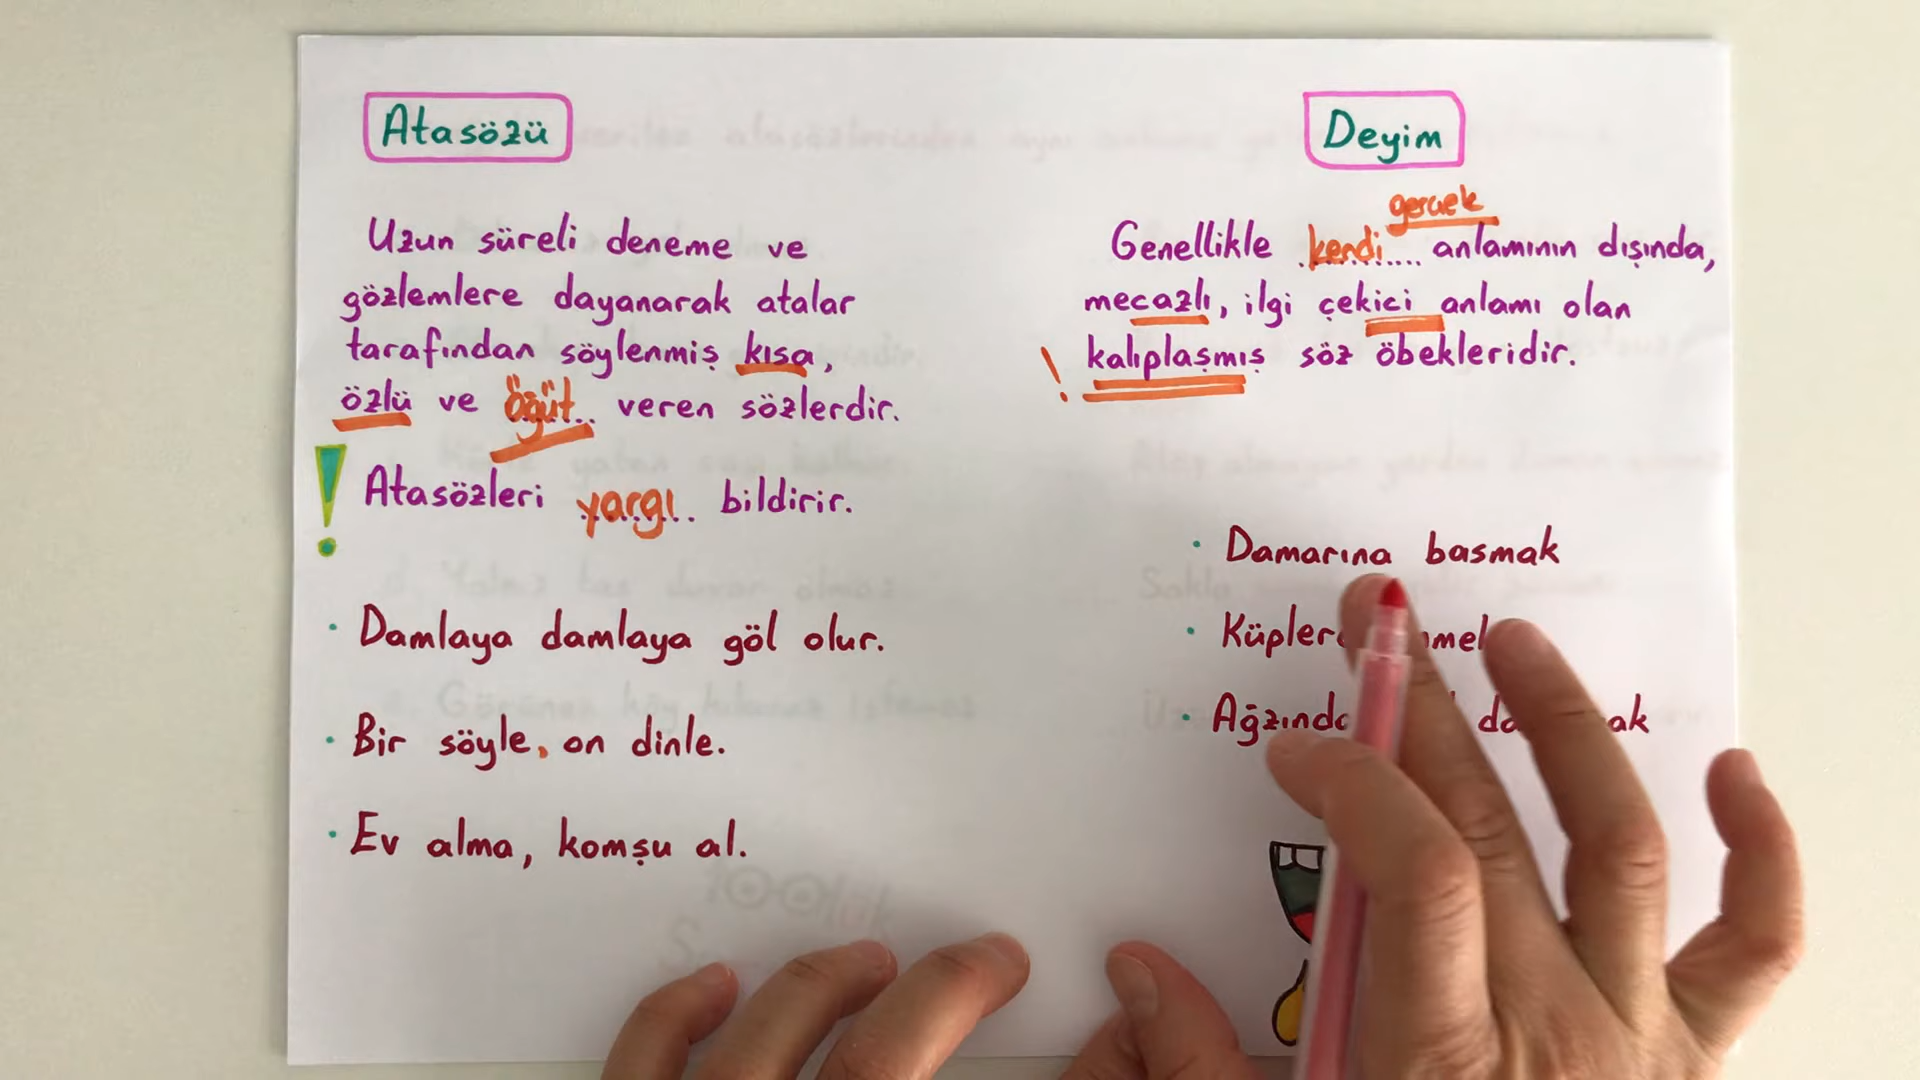 Atasözü
Uzun süreli deneme ve
gözlemlere dayanarak atalar
tarafından söylenmiş kısa,
özlü ve öğüt.. veren sözlerdir.
! Atasözleri yargı. bildirir.
· Damlaya damlaya göl olur.
· Bir söyle, on dinle.
· Ev alma, komşu al.
Deyim
gerçek
Genellikle kendi.... anlamının dışında,
mecazlı, ilgi çekici anlamı olan
! kalıplaşmış söz öbekleridir.
· Damarına basmak